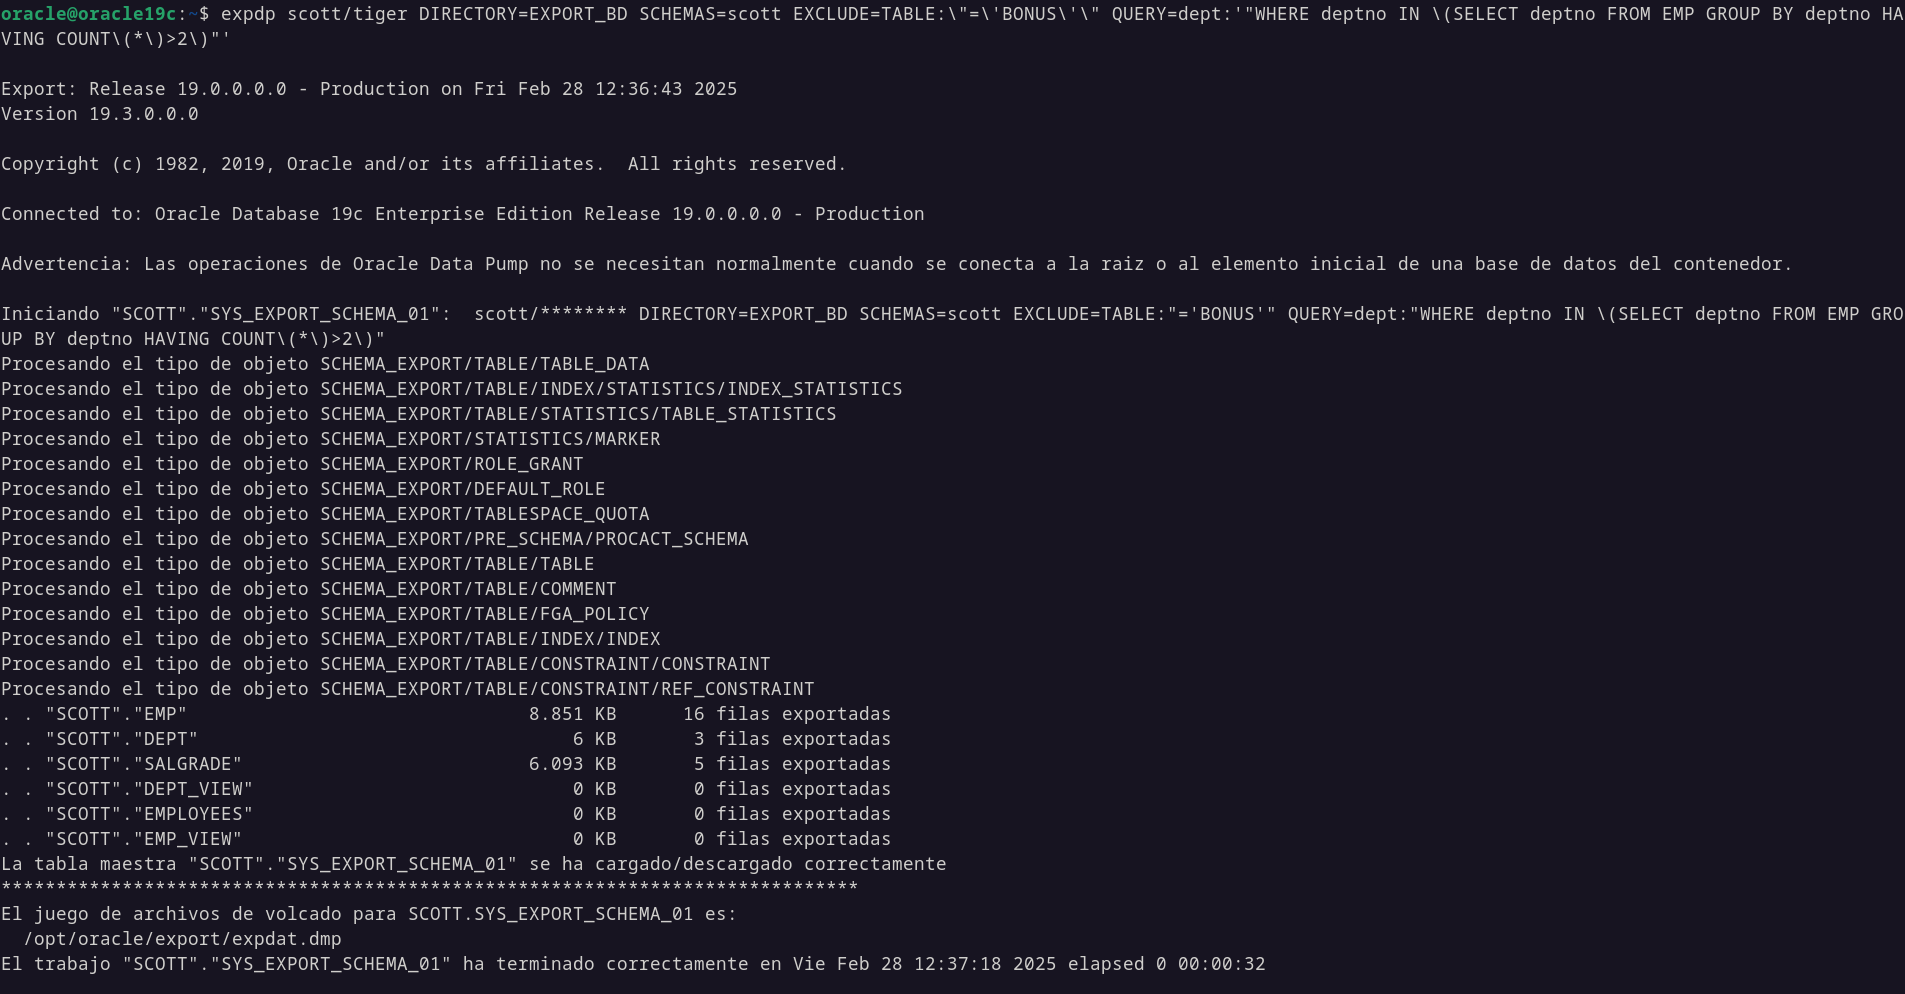 oracle@oracle19c:~$ expdp scott/tiger DIRECTORY=EXPORT_BD SCHEMAS=scott EXCLUDE=TABLE:\"=\'BONUS\'\" QUERY=dept:'"WHERE deptno IN \(SELECT deptno FROM EMP GROUP BY deptno HA
VING COUNT\(*\)>2\)"'
Export: Release 19.0.0.0.0 - Production on Fri Feb 28 12:36:43 2025
Version 19.3.0.0.0
Copyright (c) 1982, 2019, Oracle and/or its affiliates.  All rights reserved.
Connected to: Oracle Database 19c Enterprise Edition Release 19.0.0.0.0 - Production
Advertencia: Las operaciones de Oracle Data Pump no se necesitan normalmente cuando se conecta a la raiz o al elemento inicial de una base de datos del contenedor.
Iniciando "SCOTT"."SYS_EXPORT_SCHEMA_01":  scott/******** DIRECTORY=EXPORT_BD SCHEMAS=scott EXCLUDE=TABLE:"='BONUS'" QUERY=dept:"WHERE deptno IN \(SELECT deptno FROM EMP GRO
UP BY deptno HAVING COUNT\(*\)>2\)"
Procesando el tipo de objeto SCHEMA_EXPORT/TABLE/TABLE_DATA
Procesando el tipo de objeto SCHEMA_EXPORT/TABLE/INDEX/STATISTICS/INDEX_STATISTICS
Procesando el tipo de objeto SCHEMA_EXPORT/TABLE/STATISTICS/TABLE_STATISTICS
Procesando el tipo de objeto SCHEMA_EXPORT/STATISTICS/MARKER
Procesando el tipo de objeto SCHEMA_EXPORT/ROLE_GRANT
Procesando el tipo de objeto SCHEMA_EXPORT/DEFAULT_ROLE
Procesando el tipo de objeto SCHEMA_EXPORT/TABLESPACE_QUOTA
Procesando el tipo de objeto SCHEMA_EXPORT/PRE_SCHEMA/PROCACT_SCHEMA
Procesando el tipo de objeto SCHEMA_EXPORT/TABLE/TABLE
Procesando el tipo de objeto SCHEMA_EXPORT/TABLE/COMMENT
Procesando el tipo de objeto SCHEMA_EXPORT/TABLE/FGA_POLICY
Procesando el tipo de objeto SCHEMA_EXPORT/TABLE/INDEX/INDEX
Procesando el tipo de objeto SCHEMA_EXPORT/TABLE/CONSTRAINT/CONSTRAINT
Procesando el tipo de objeto SCHEMA_EXPORT/TABLE/CONSTRAINT/REF_CONSTRAINT
. . "SCOTT"."EMP"                               8.851 KB      16 filas exportadas
. . "SCOTT"."DEPT"                                  6 KB       3 filas exportadas
. . "SCOTT"."SALGRADE"                          6.093 KB       5 filas exportadas
. . "SCOTT"."DEPT_VIEW"                             0 KB       0 filas exportadas
. . "SCOTT"."EMPLOYEES"                             0 KB       0 filas exportadas
. . "SCOTT"."EMP_VIEW"                              0 KB       0 filas exportadas
La tabla maestra "SCOTT"."SYS_EXPORT_SCHEMA_01" se ha cargado/descargado correctamente
******************************************************************************
El juego de archivos de volcado para SCOTT.SYS_EXPORT_SCHEMA_01 es:
  /opt/oracle/export/expdat.dmp
El trabajo "SCOTT"."SYS_EXPORT_SCHEMA_01" ha terminado correctamente en Vie Feb 28 12:37:18 2025 elapsed 0 00:00:32